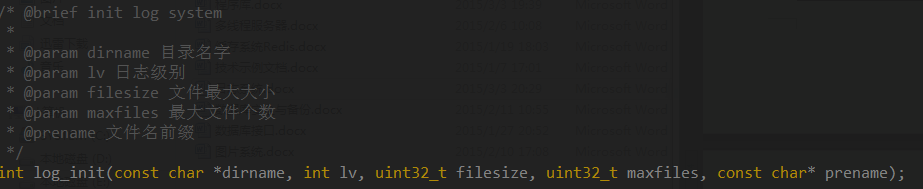 /* @brief init log system
 *
 * @param dirname 目录名字
 * @param lv 日志级别
 * @param filesize 文件最大大小
 * @param maxfiles 最大文件个数
 * @prename 文件名前缀
 */
int log_init(const char *dirname, int lv, uint32_t filesize, uint32_t maxfiles, const char* prename);